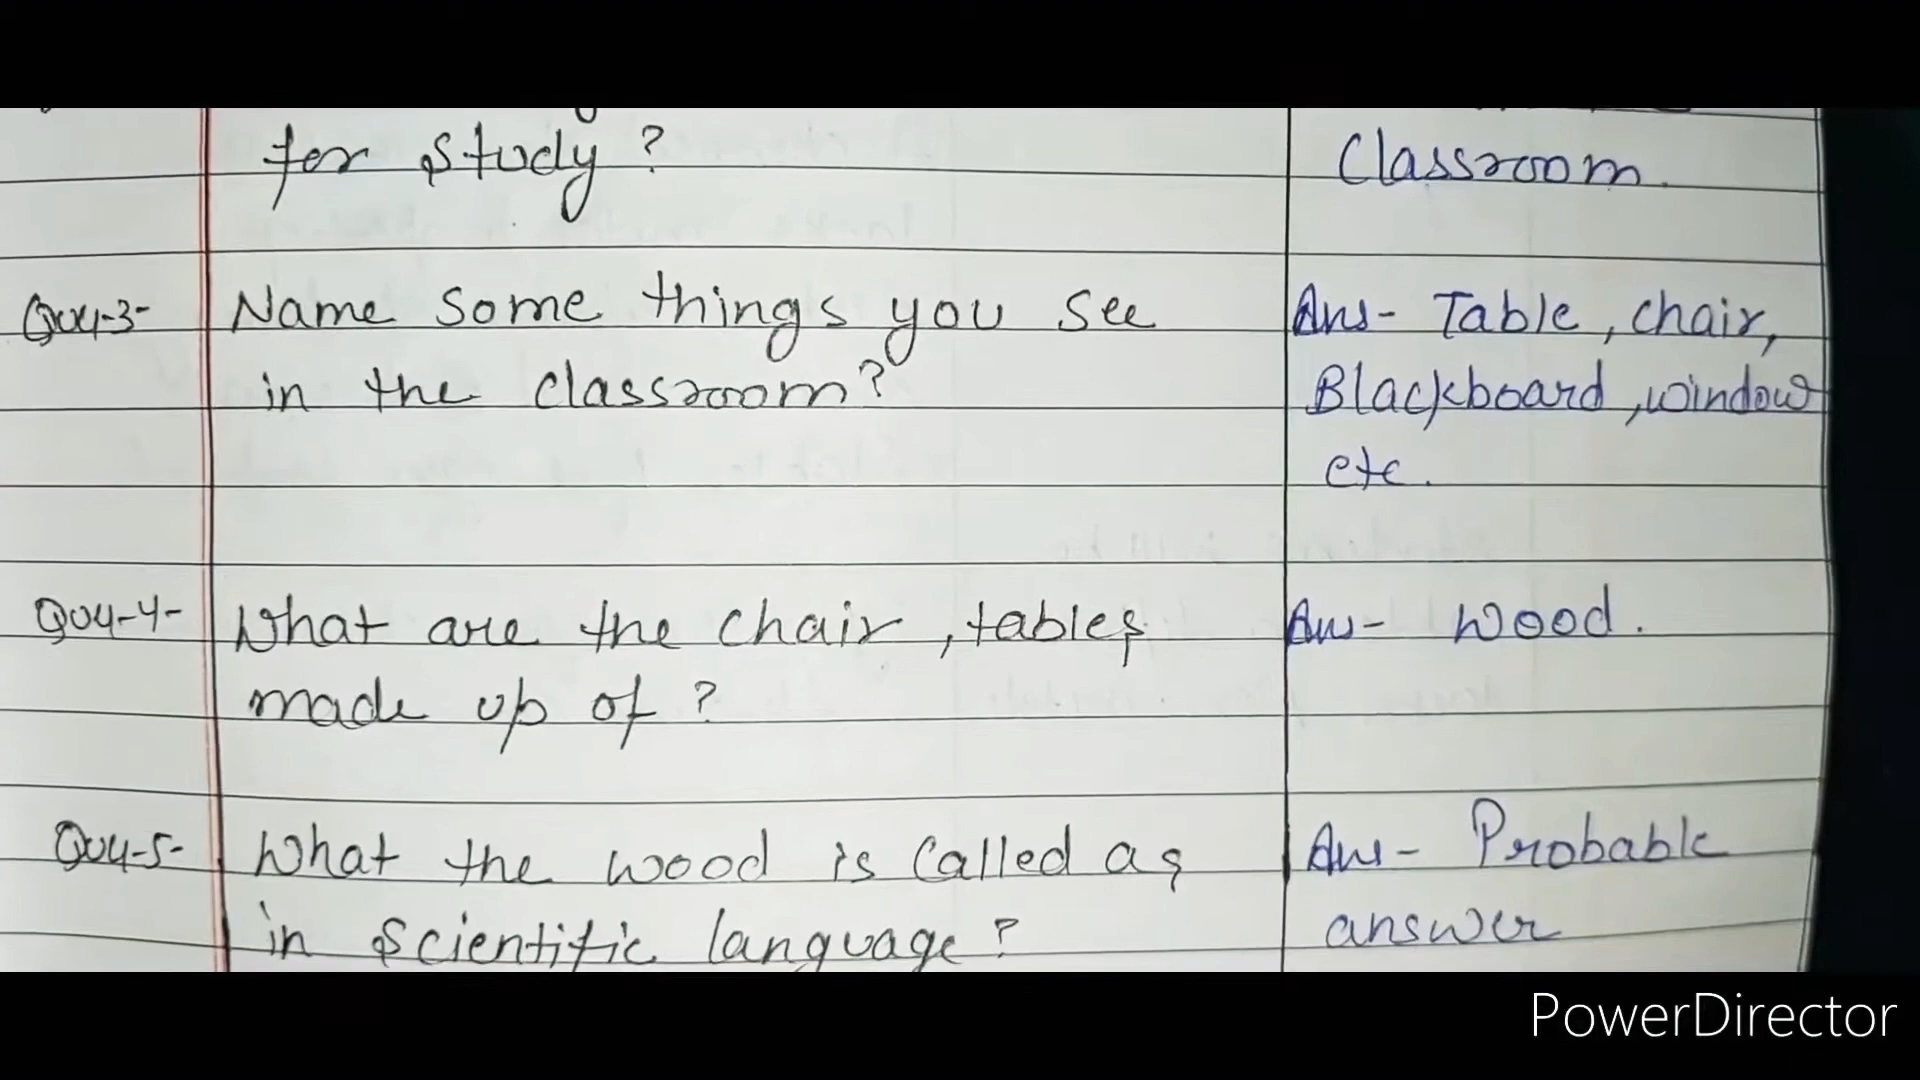 for study?
Classroom.
Que-3- Name some things you see
in the classroom?
Ans- Table, chair,
Blackboard, window
etc.
Que-4- What are the chair, tables
made up of?
Ans- Wood.
Que-5- What the wood is called as
in scientific language?
Ans- Probable
answer
PowerDirector